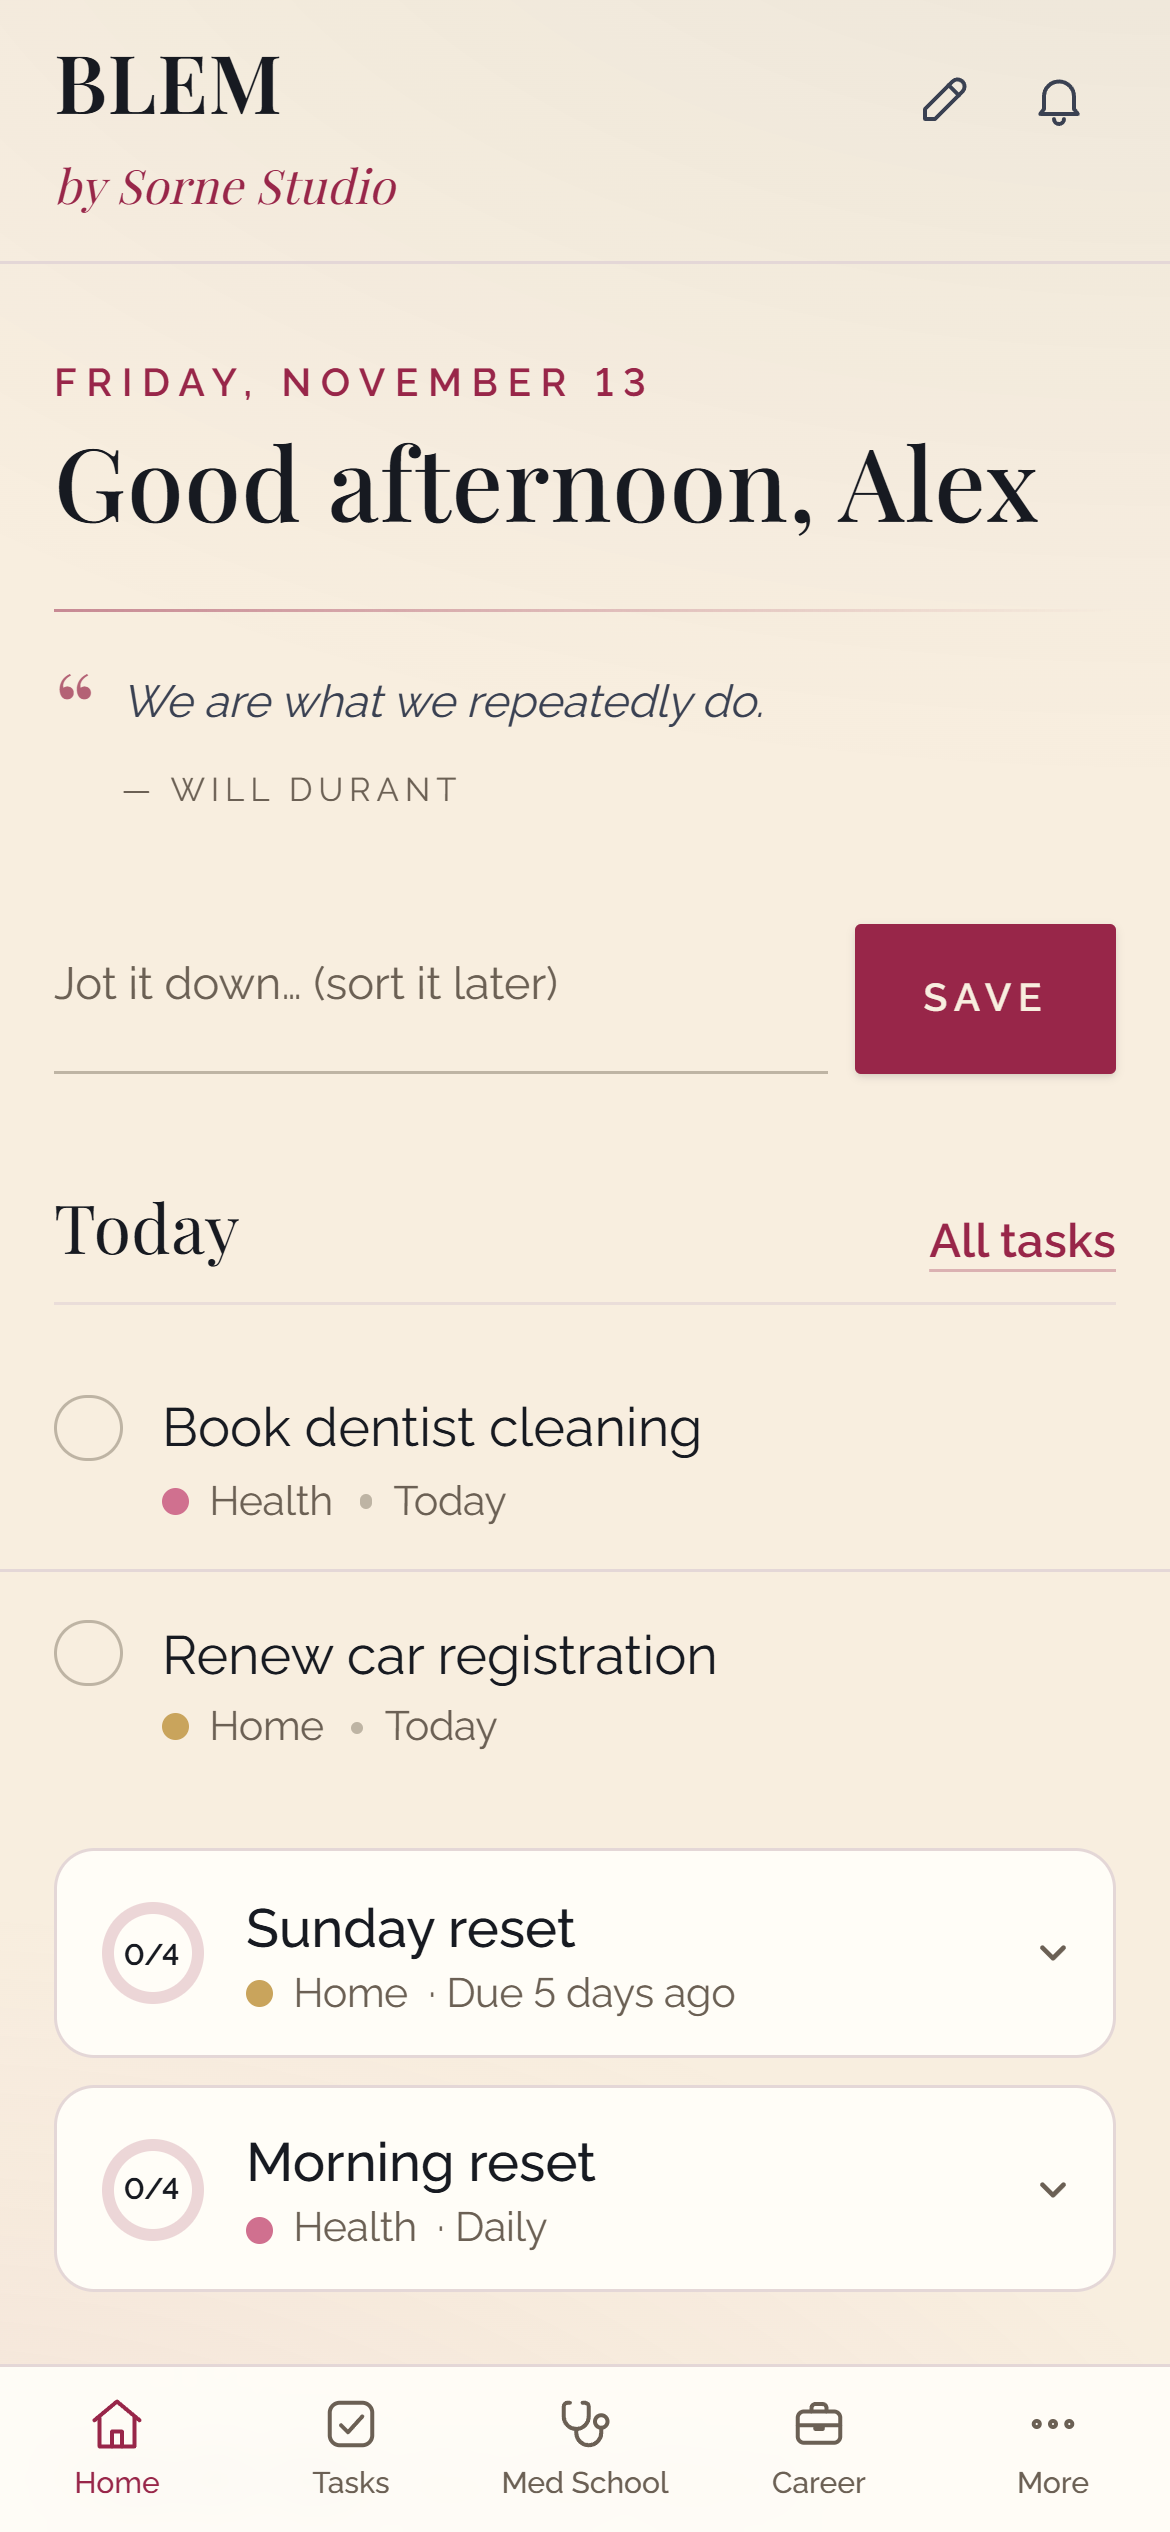 BLEM
by Sorne Studio
FRIDAY, NOVEMBER 13
Good afternoon, Alex
“ We are what we repeatedly do.
— WILL DURANT
Jot it down... (sort it later)
SAVE
Today
All tasks
Book dentist cleaning
Health • Today
Renew car registration
Home • Today
0/4
Sunday reset
Home · Due 5 days ago
0/4
Morning reset
Health · Daily
Home
Tasks
Med School
Career
More